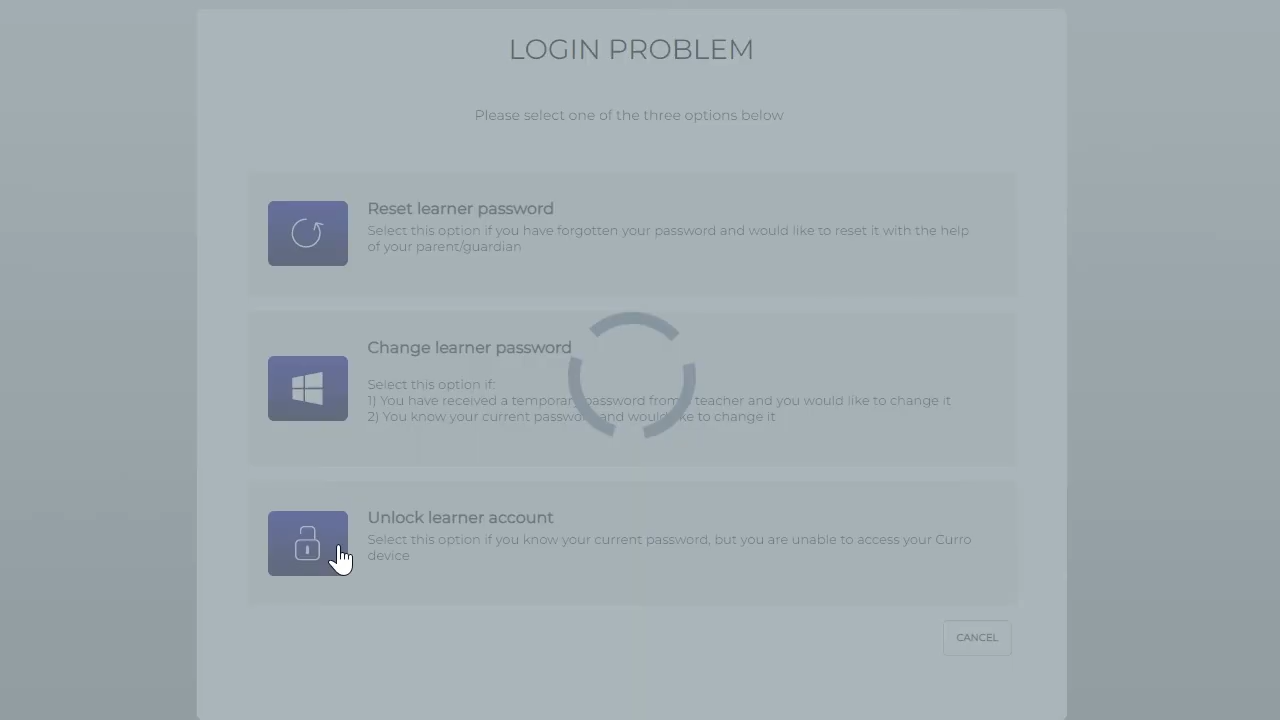 LOGIN PROBLEM
Please select one of the three options below
Reset learner password
Select this option if you have forgotten your password and would like to reset it with the help
of your parent/guardian
Change learner password
Select this option if:
1) You have received a temporary password from a teacher and you would like to change it
2) You know your current password and would like to change it
Unlock learner account
Select this option if you know your current password, but you are unable to access your Curro
device
CANCEL